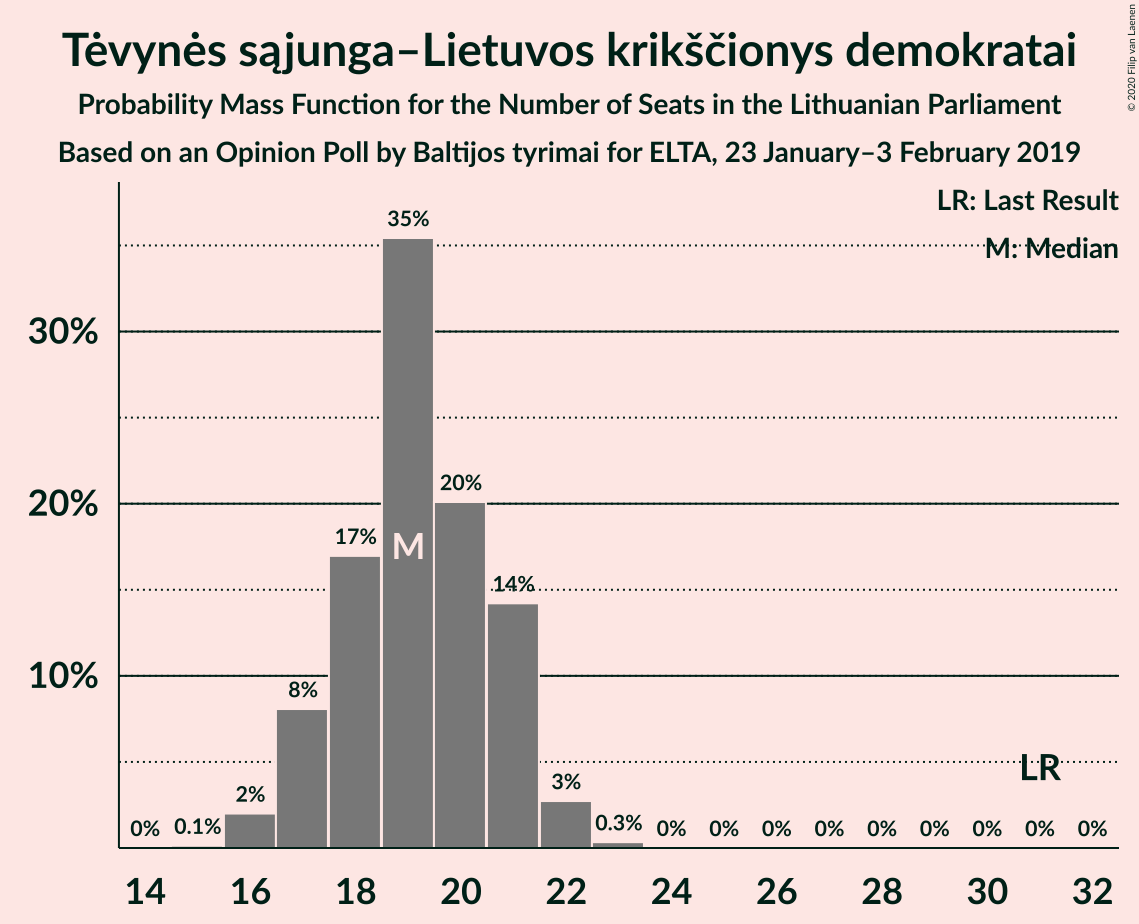 Tėvynės sąjunga–Lietuvos krikščionys demokratai
Probability Mass Function for the Number of Seats in the Lithuanian Parliament
Based on an Opinion Poll by Baltijos tyrimai for ELTA, 23 January–3 February 2019
© 2020 Filip van Laenen
LR: Last Result
M: Median
35%
30%
20%
20%
17%
M
14%
10%
8%
LR
3%
2%
0% 0.1% 0.3% 0% 0% 0% 0% 0% 0% 0% 0% 0%
14 16 18 20 22 24 26 28 30 32